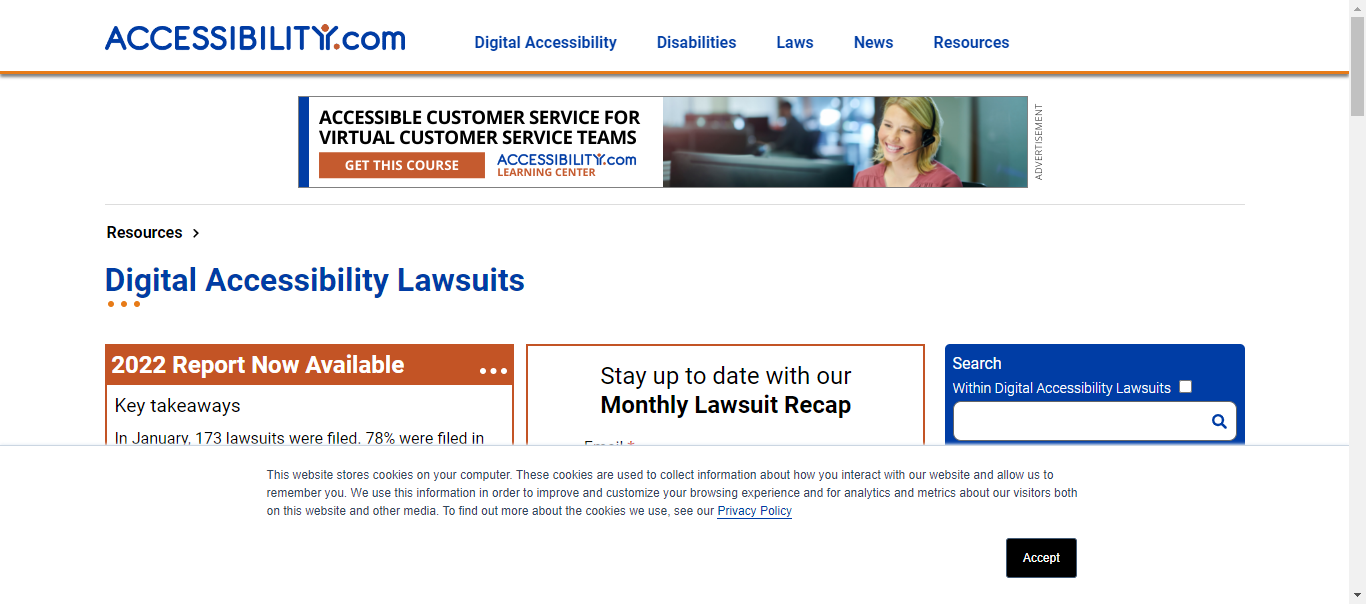 ACCESSIBILITY.com
Digital Accessibility Disabilities Laws News Resources
ACCESSIBLE CUSTOMER SERVICE FOR
VIRTUAL CUSTOMER SERVICE TEAMS
GET THIS COURSE
ACCESSIBILITY.com
LEARNING CENTER
ADVERTISEMENT
Resources
Digital Accessibility Lawsuits
2022 Report Now Available
Key takeaways
In January, 173 lawsuits were filed. 78% were filed in
Stay up to date with our
Monthly Lawsuit Recap
Email *
Search
Within Digital Accessibility Lawsuits
This website stores cookies on your computer. These cookies are used to collect information about how you interact with our website and allow us to
remember you. We use this information in order to improve and customize your browsing experience and for analytics and metrics about our visitors both
on this website and other media. To find out more about the cookies we use, see our Privacy Policy
Accept